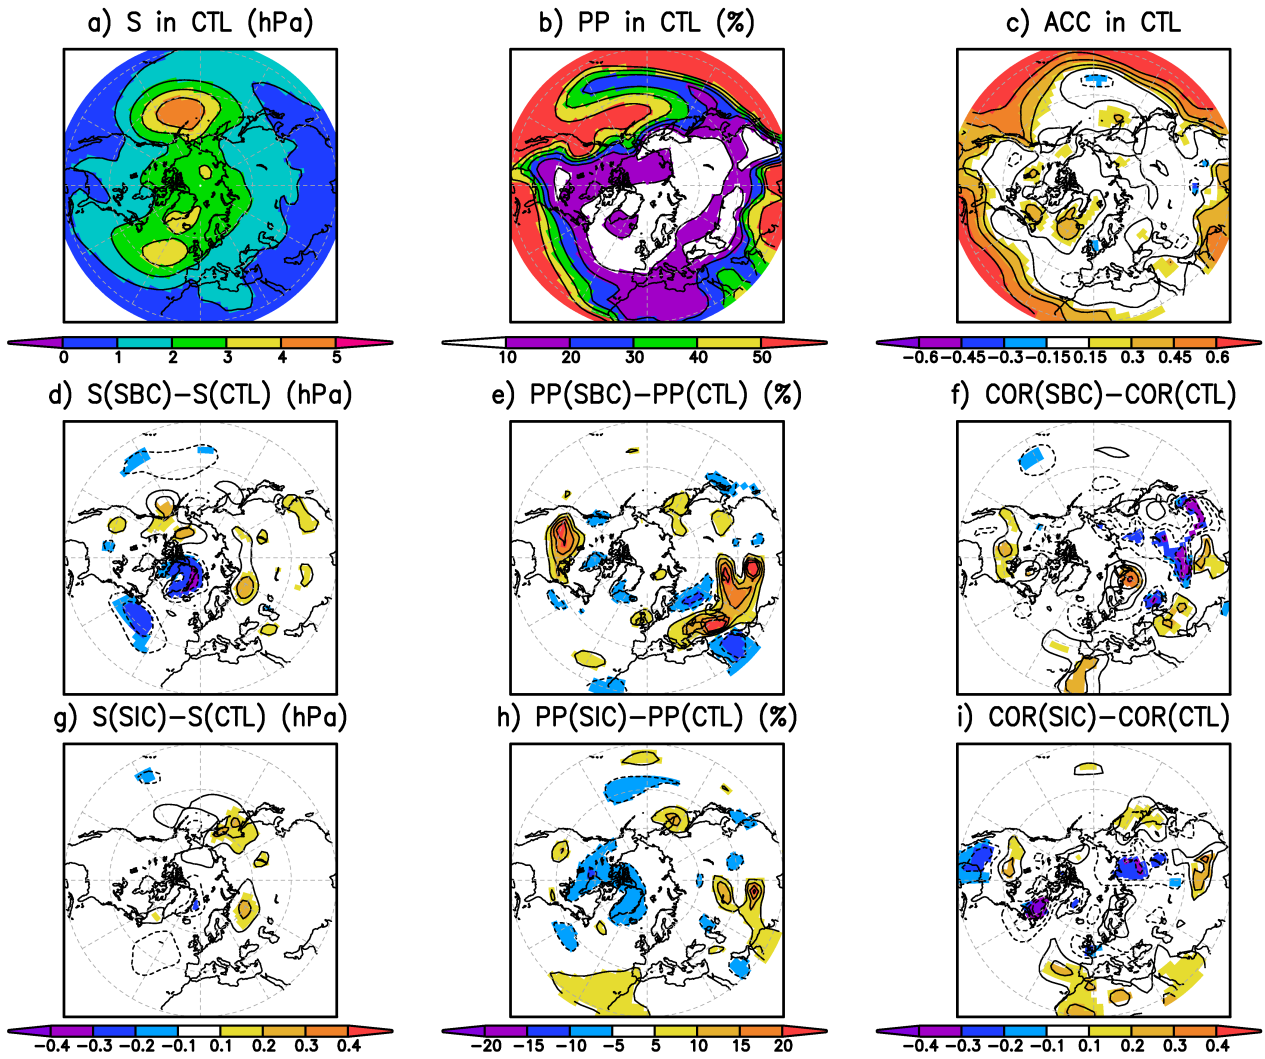 a) S in CTL (hPa)
b) PP in CTL (%)
c) ACC in CTL
0 1 2 3 4 5
10 20 30 40 50
−0.6 −0.45 −0.3 −0.15 0.15 0.3 0.45 0.6
d) S(SBC)−S(CTL) (hPa)
e) PP(SBC)−PP(CTL) (%)
f) COR(SBC)−COR(CTL)
g) S(SIC)−S(CTL) (hPa)
h) PP(SIC)−PP(CTL) (%)
i) COR(SIC)−COR(CTL)
−0.4 −0.3 −0.2 −0.1 0.1 0.2 0.3 0.4
−20 −15 −10 −5 5 10 15 20
−0.4 −0.3 −0.2 −0.1 0.1 0.2 0.3 0.4